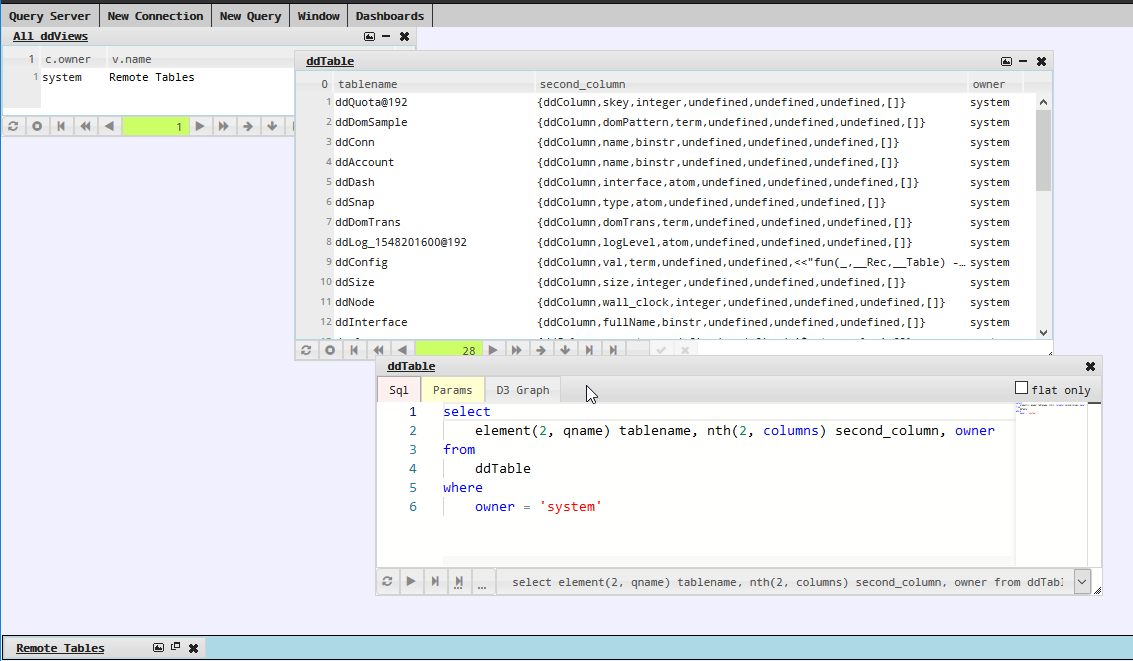 Query Server New Connection New Query Window Dashboards
All ddViews
1 c.owner v.name
1 system Remote Tables
1
ddTable
0 tablename second_column owner
1 ddQuota@192 {ddColumn,skey,integer,undefined,undefined,undefined,[]} system
2 ddDomSample {ddColumn,domPattern,term,undefined,undefined,undefined,[]} system
3 ddConn {ddColumn,name,binstr,undefined,undefined,undefined,[]} system
4 ddAccount {ddColumn,name,binstr,undefined,undefined,undefined,[]} system
5 ddDash {ddColumn,interface,atom,undefined,undefined,undefined,[]} system
6 ddSnap {ddColumn,type,atom,undefined,undefined,undefined,[]} system
7 ddDomTrans {ddColumn,domTrans,term,undefined,undefined,undefined,[]} system
8 ddLog_1548201600@192 {ddColumn,logLevel,atom,undefined,undefined,undefined,[]} system
9 ddConfig {ddColumn,val,term,undefined,undefined,<<"fun(_,__Rec,__Table) -… system
10 ddSize {ddColumn,size,integer,undefined,undefined,undefined,[]} system
11 ddNode {ddColumn,wall_clock,integer,undefined,undefined,undefined,[]} system
12 ddInterface {ddColumn,fullName,binstr,undefined,undefined,undefined,[]} system
28
ddTable
Sql Params D3 Graph flat only
1 select
2 element(2, qname) tablename, nth(2, columns) second_column, owner
3 from
4 ddTable
5 where
6 owner = 'system'
... select element(2, qname) tablename, nth(2, columns) second_column, owner from ddTabl
Remote Tables